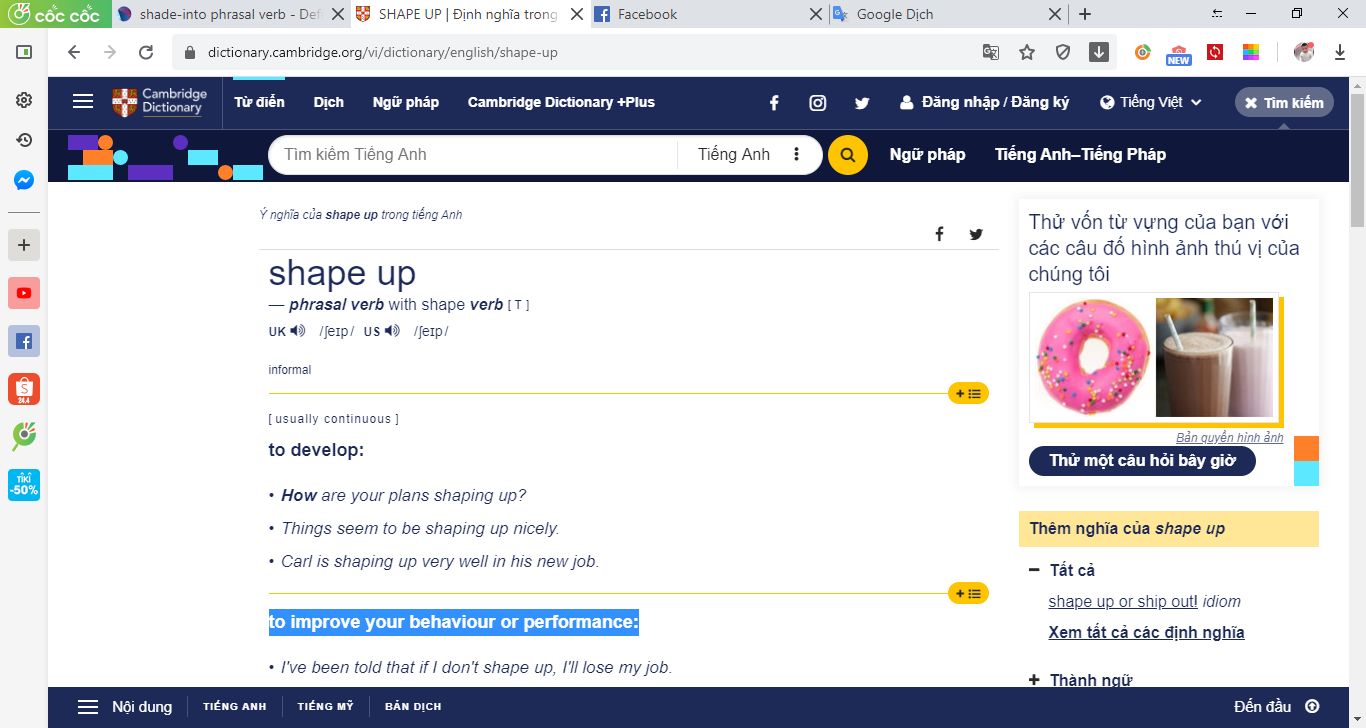 cốc cốc
shade-into phrasal verb - Def
SHAPE UP | Định nghĩa trong
Facebook
Google Dịch
dictionary.cambridge.org/vi/dictionary/english/shape-up
NEW
Cambridge Dictionary
Từ điển
Dịch
Ngữ pháp
Cambridge Dictionary +Plus
Đăng nhập / Đăng ký
Tiếng Việt
Tìm kiếm
Tìm kiếm Tiếng Anh
Tiếng Anh
Ngữ pháp
Tiếng Anh–Tiếng Pháp
24.4
TIKI
-50%
Ý nghĩa của shape up trong tiếng Anh
shape up
— phrasal verb with shape verb [ T ]
UK /ʃeɪp/ US /ʃeɪp/
informal
[ usually continuous ]
to develop:
• How are your plans shaping up?
• Things seem to be shaping up nicely.
• Carl is shaping up very well in his new job.
to improve your behaviour or performance:
• I've been told that if I don't shape up, I'll lose my job.
Thử vốn từ vựng của bạn với
các câu đố hình ảnh thú vị của
chúng tôi
Bản quyền hình ảnh
Thử một câu hỏi bây giờ
Thêm nghĩa của shape up
Tất cả
shape up or ship out! idiom
Xem tất cả các định nghĩa
Thành ngữ
Nội dung
TIẾNG ANH
TIẾNG MỸ
BẢN DỊCH
Đến đầu